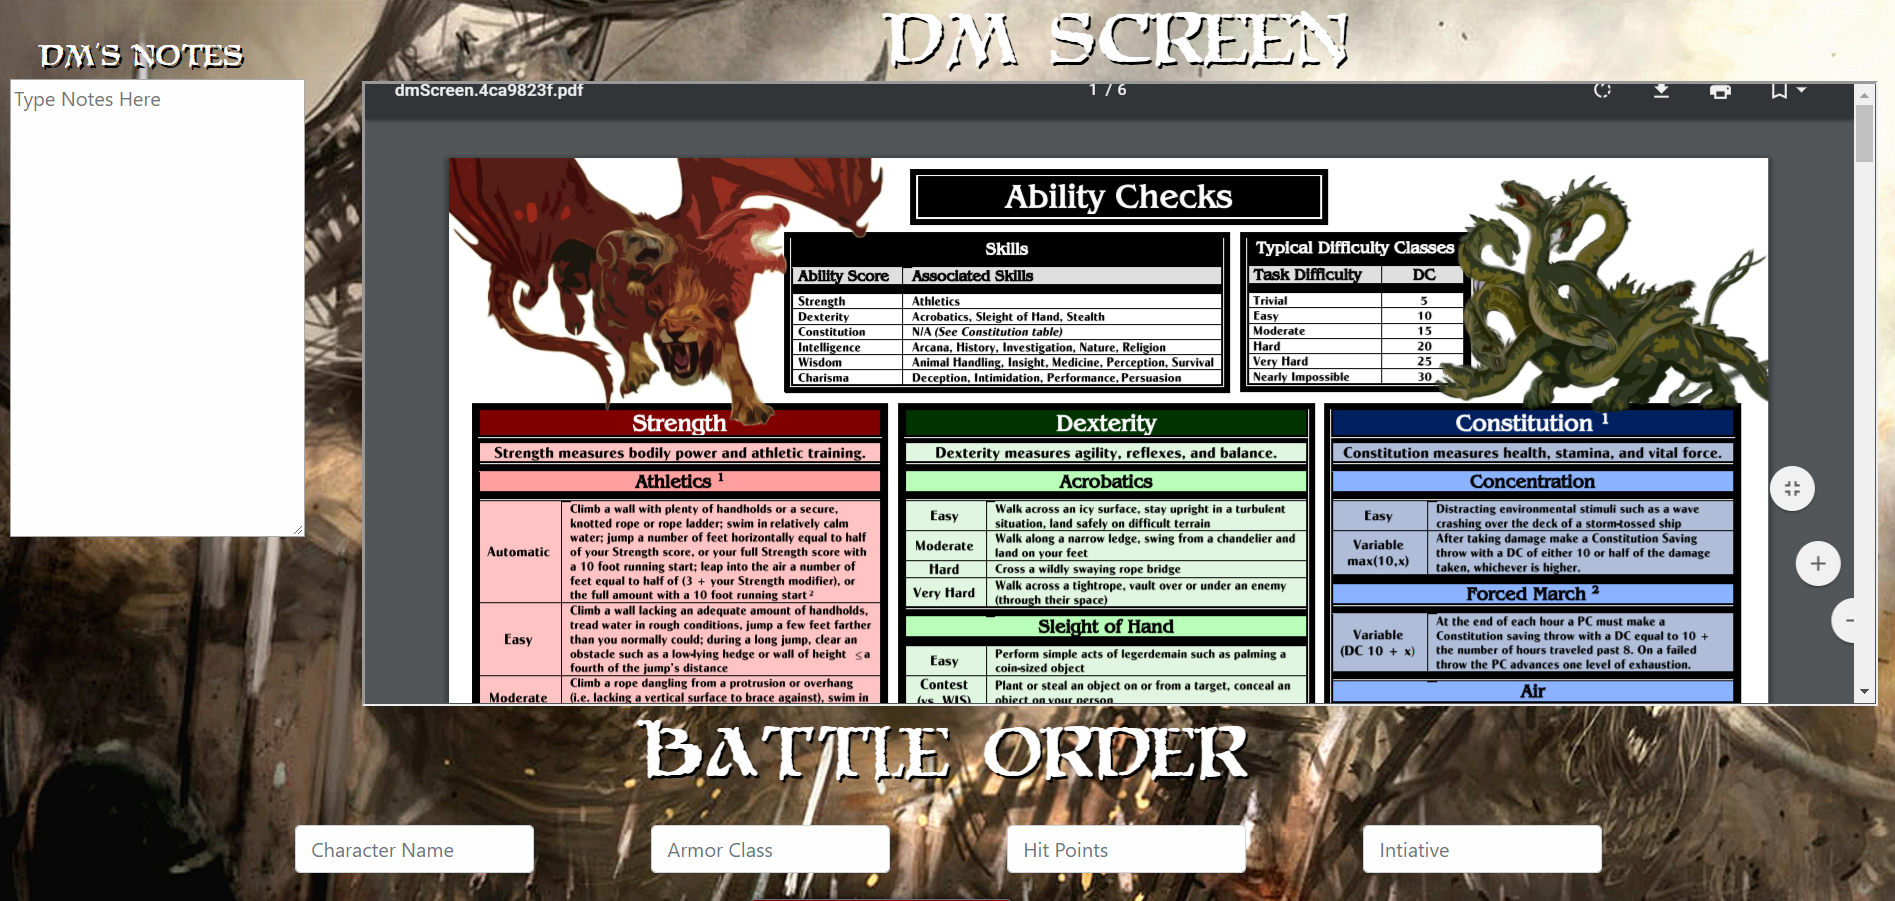 DM SCREEN
DM'S NOTES
Type Notes Here
dmScreen.4ca9823f.pdf
1 / 6
Ability Checks
Skills
Ability Score Associated Skills
Strength Athletics
Dexterity Acrobatics, Sleight of Hand, Stealth
Constitution N/A (See Constitution table)
Intelligence Arcana, History, Investigation, Nature, Religion
Wisdom Animal Handling, Insight, Medicine, Perception, Survival
Charisma Deception, Intimidation, Performance, Persuasion
Typical Difficulty Classes
Task Difficulty DC
Trivial 5
Easy 10
Moderate 15
Hard 20
Very Hard 25
Nearly Impossible 30
Strength
Strength measures bodily power and athletic training.
Athletics 1
Automatic
Climb a wall with plenty of handholds or a secure,
knotted rope or rope ladder; swim in relatively calm
water; jump a number of feet horizontally equal to half
of your Strength score, or your full Strength score with
a 10 foot running start; leap into the air a number of
feet equal to half of (3 + your Strength modifier), or
the full amount with a 10 foot running start 2
Easy
Climb a wall lacking an adequate amount of handholds,
tread water in rough conditions, jump a few feet farther
than you normally could; during a long jump, clear an
obstacle such as a low-lying hedge or wall of height ≤ a
fourth of the jump's distance
Moderate
Climb a rope dangling from a protrusion or overhang
(i.e. lacking a vertical surface to brace against), swim in
Dexterity
Dexterity measures agility, reflexes, and balance.
Acrobatics
Easy
Walk across an icy surface, stay upright in a turbulent
situation, land safely on difficult terrain
Moderate
Walk along a narrow ledge, swing from a chandelier and
land on your feet
Hard Cross a wildly swaying rope bridge
Very Hard
Walk across a tightrope, vault over or under an enemy
(through their space)
Sleight of Hand
Easy
Perform simple acts of legerdemain such as palming a
coin-sized object
Contest
(vs. WIS)
Plant or steal an object on or from a target, conceal an
object on your person
Constitution 1
Constitution measures health, stamina, and vital force.
Concentration
Easy
Distracting environmental stimuli such as a wave
crashing over the deck of a storm-tossed ship
Variable
max(10,x)
After taking damage make a Constitution Saving
throw with a DC of either 10 or half of the damage
taken, whichever is higher.
Forced March 2
Variable
(DC 10 + x)
At the end of each hour a PC must make a
Constitution saving throw with a DC equal to 10 +
the number of hours traveled past 8. On a failed
throw the PC advances one level of exhaustion.
Air
BATTLE ORDER
Character Name
Armor Class
Hit Points
Intiative